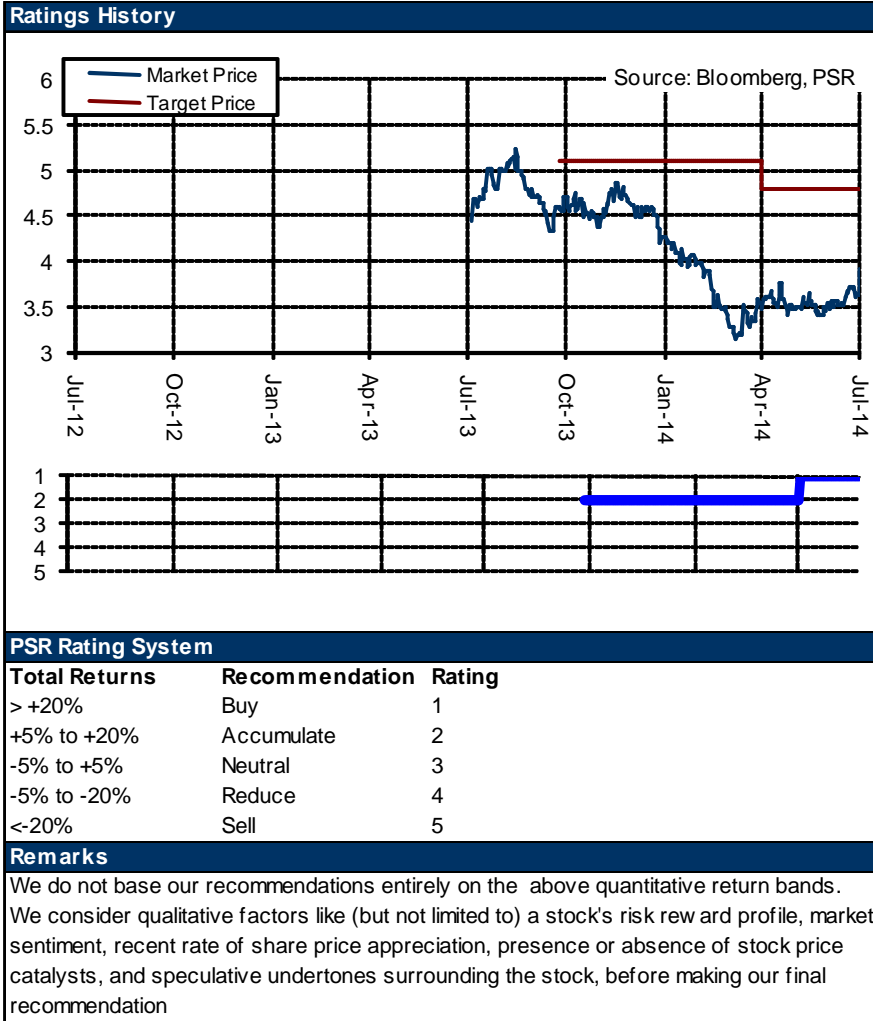 Ratings History
Market Price
Target Price
Source: Bloomberg, PSR
6
5.5
5
4.5
4
3.5
3
Jul-12
Oct-12
Jan-13
Apr-13
Jul-13
Oct-13
Jan-14
Apr-14
Jul-14
1
2
3
4
5
PSR Rating System
Total Returns Recommendation Rating
> +20% Buy 1
+5% to +20% Accumulate 2
-5% to +5% Neutral 3
-5% to -20% Reduce 4
<-20% Sell 5
Remarks
We do not base our recommendations entirely on the above quantitative return bands.
We consider qualitative factors like (but not limited to) a stock's risk reward profile, market
sentiment, recent rate of share price appreciation, presence or absence of stock price
catalysts, and speculative undertones surrounding the stock, before making our final
recommendation